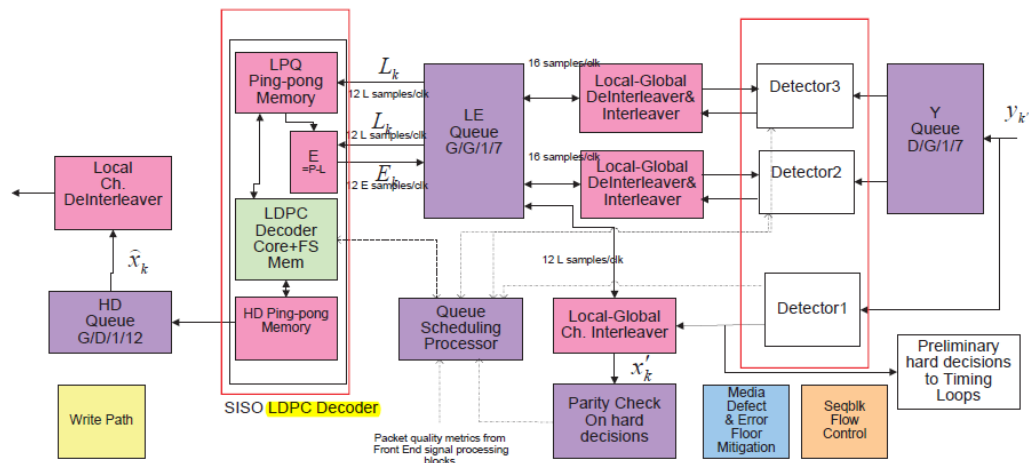 LPQ
Ping-pong
Memory
E
=P-L
LDPC
Decoder
Core+FS
Mem
HD Ping-pong
Memory
SISO LDPC Decoder
Local
Ch.
DeInterleaver
x̂k
HD
Queue
G/D/1/12
Write Path
Lk
12 L samples/clk
Lk
12 L samples/clk
Ek
12 E samples/clk
LE
Queue
G/G/1/7
16 samples/clk
Local-Global
DeInterleaver&
Interleaver
16 samples/clk
Local-Global
DeInterleaver&
Interleaver
12 L samples/clk
Detector3
Detector2
Detector1
Y
Queue
D/G/1/7
yk'
Queue
Scheduling
Processor
Local-Global
Ch. Interleaver
x'k
Parity Check
On hard
decisions
Packet quality metrics from
Front End signal processing
blocks
Media
Defect
& Error
Floor
Mitigation
Seqblk
Flow
Control
Preliminary
hard decisions
to Timing
Loops